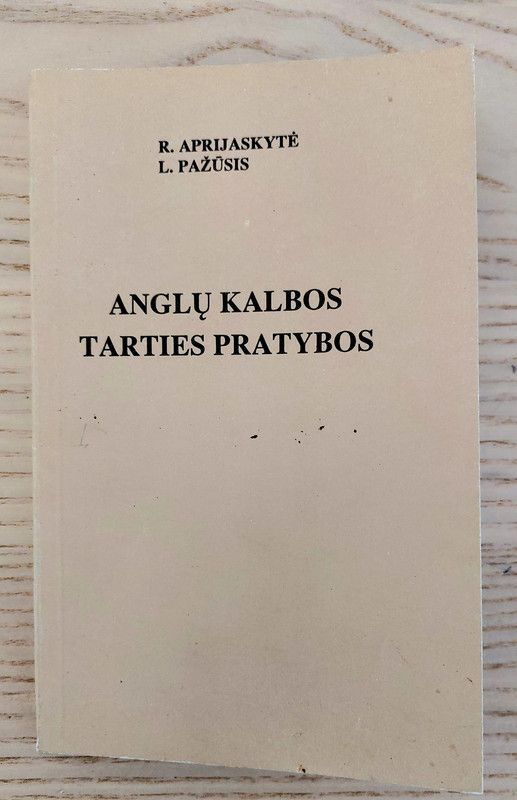 R. APRIJASKYTĖ
L. PAŽŪSIS
ANGLŲ KALBOS
TARTIES PRATYBOS